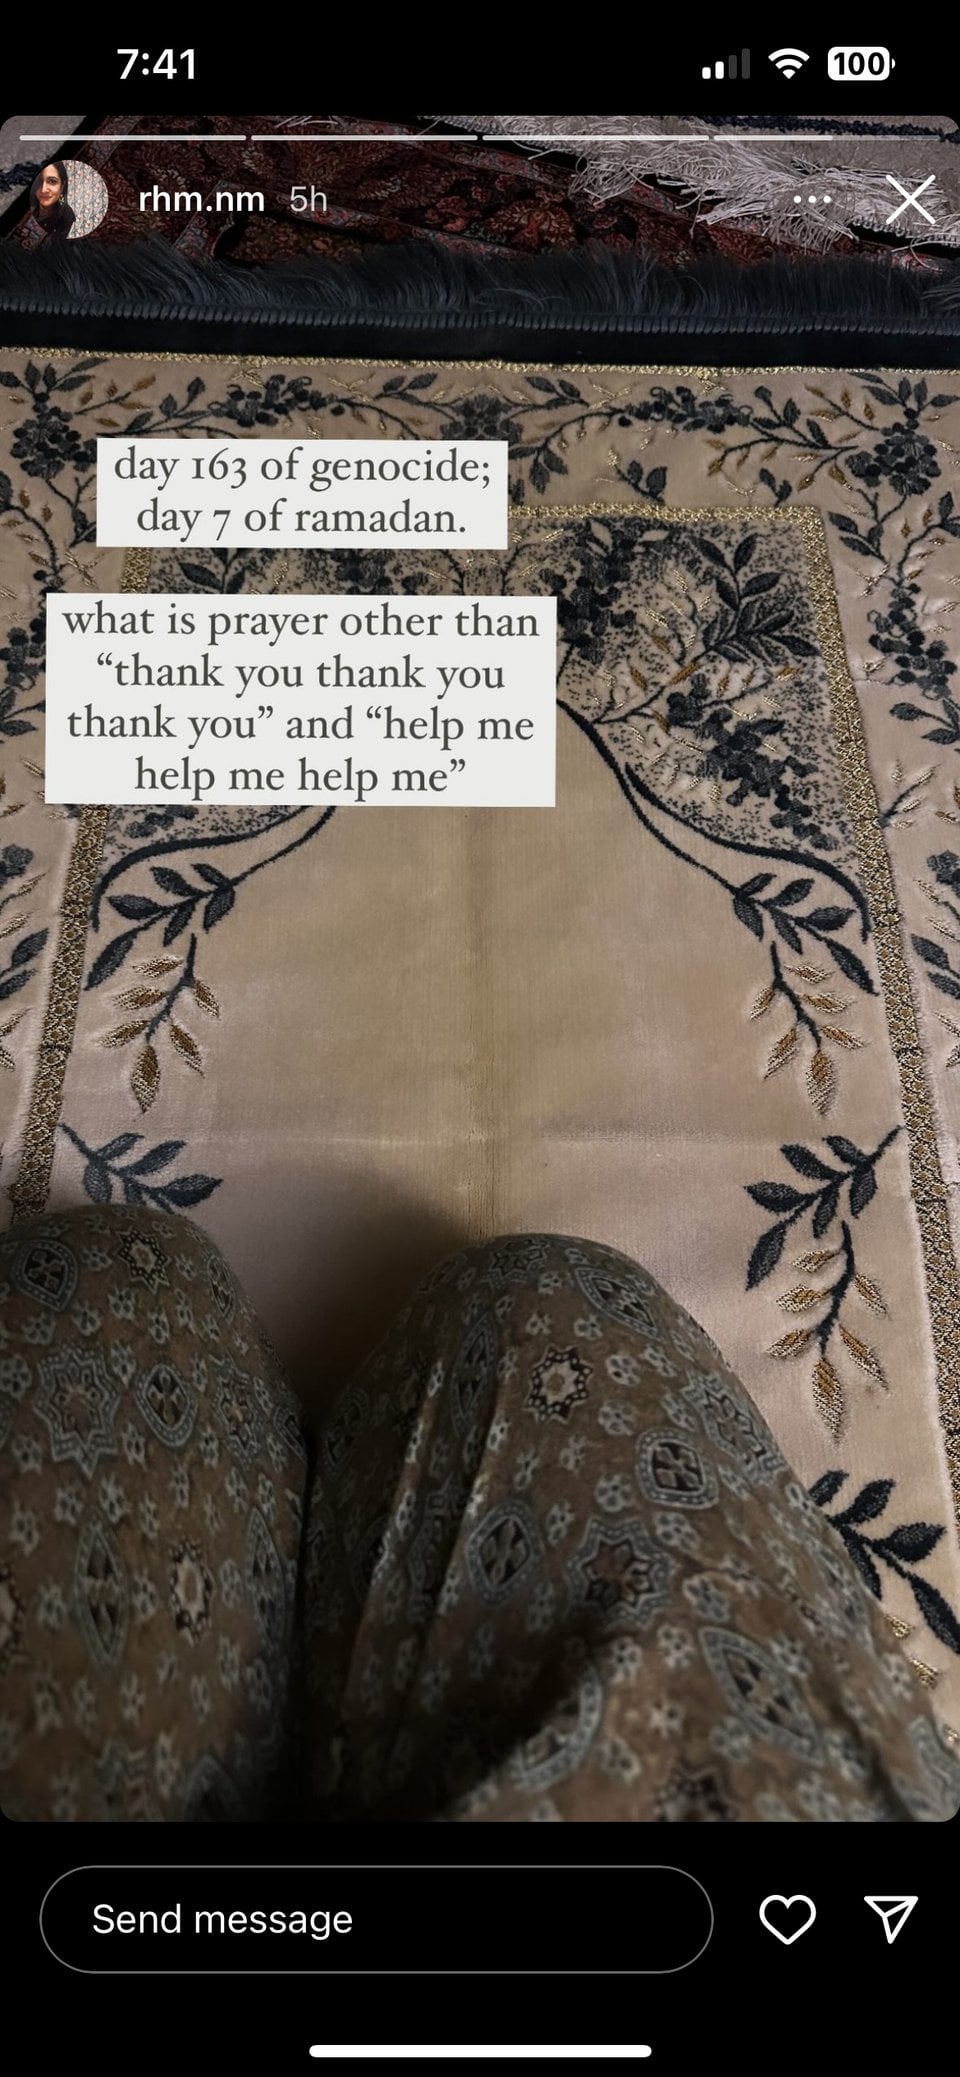 7:41
100
rhm.nm 5h
day 163 of genocide;
day 7 of ramadan.
what is prayer other than
“thank you thank you
thank you” and “help me
help me help me”
Send message